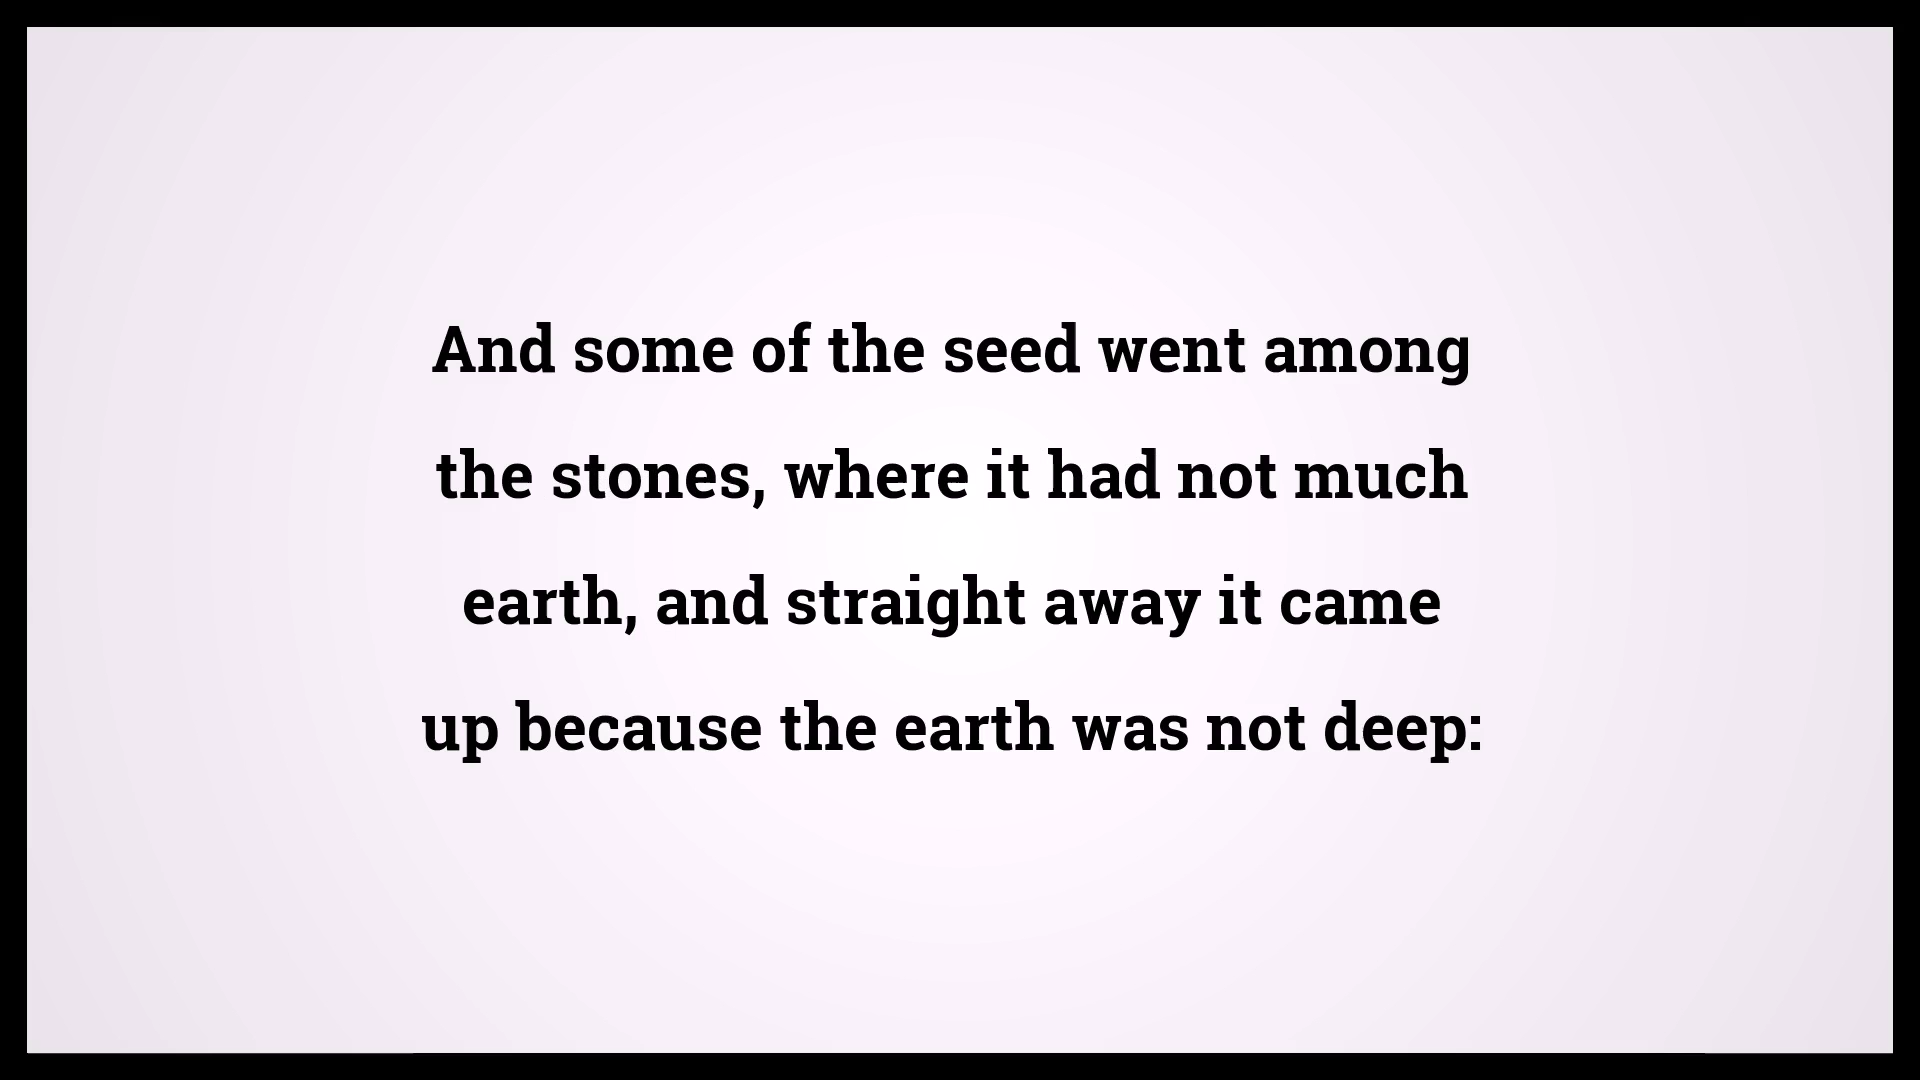 And some of the seed went among
the stones, where it had not much
earth, and straight away it came
up because the earth was not deep: